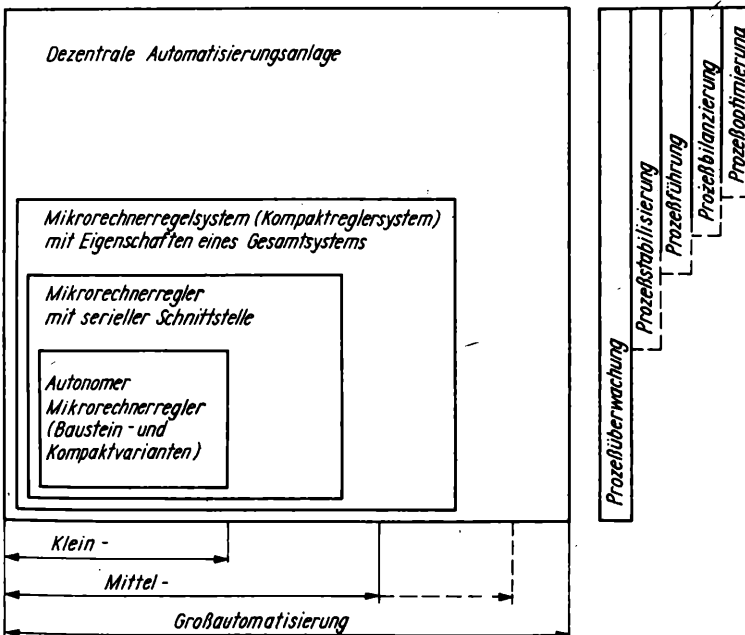 Dezentrale Automatisierungsanlage
Mikrorechnerregelsystem (Kompaktreglersystem)
mit Eigenschaften eines Gesamtsystems
Mikrorechnerregler
mit serieller Schnittstelle
Autonomer
Mikrorechnerregler
(Baustein- und
Kompaktvarianten)
Klein-
Mittel-
Großautomatisierung
Prozeßüberwachung
Prozeßstabilisierung
Prozeßführung
Prozeßbilanzierung
Prozeßoptimierung